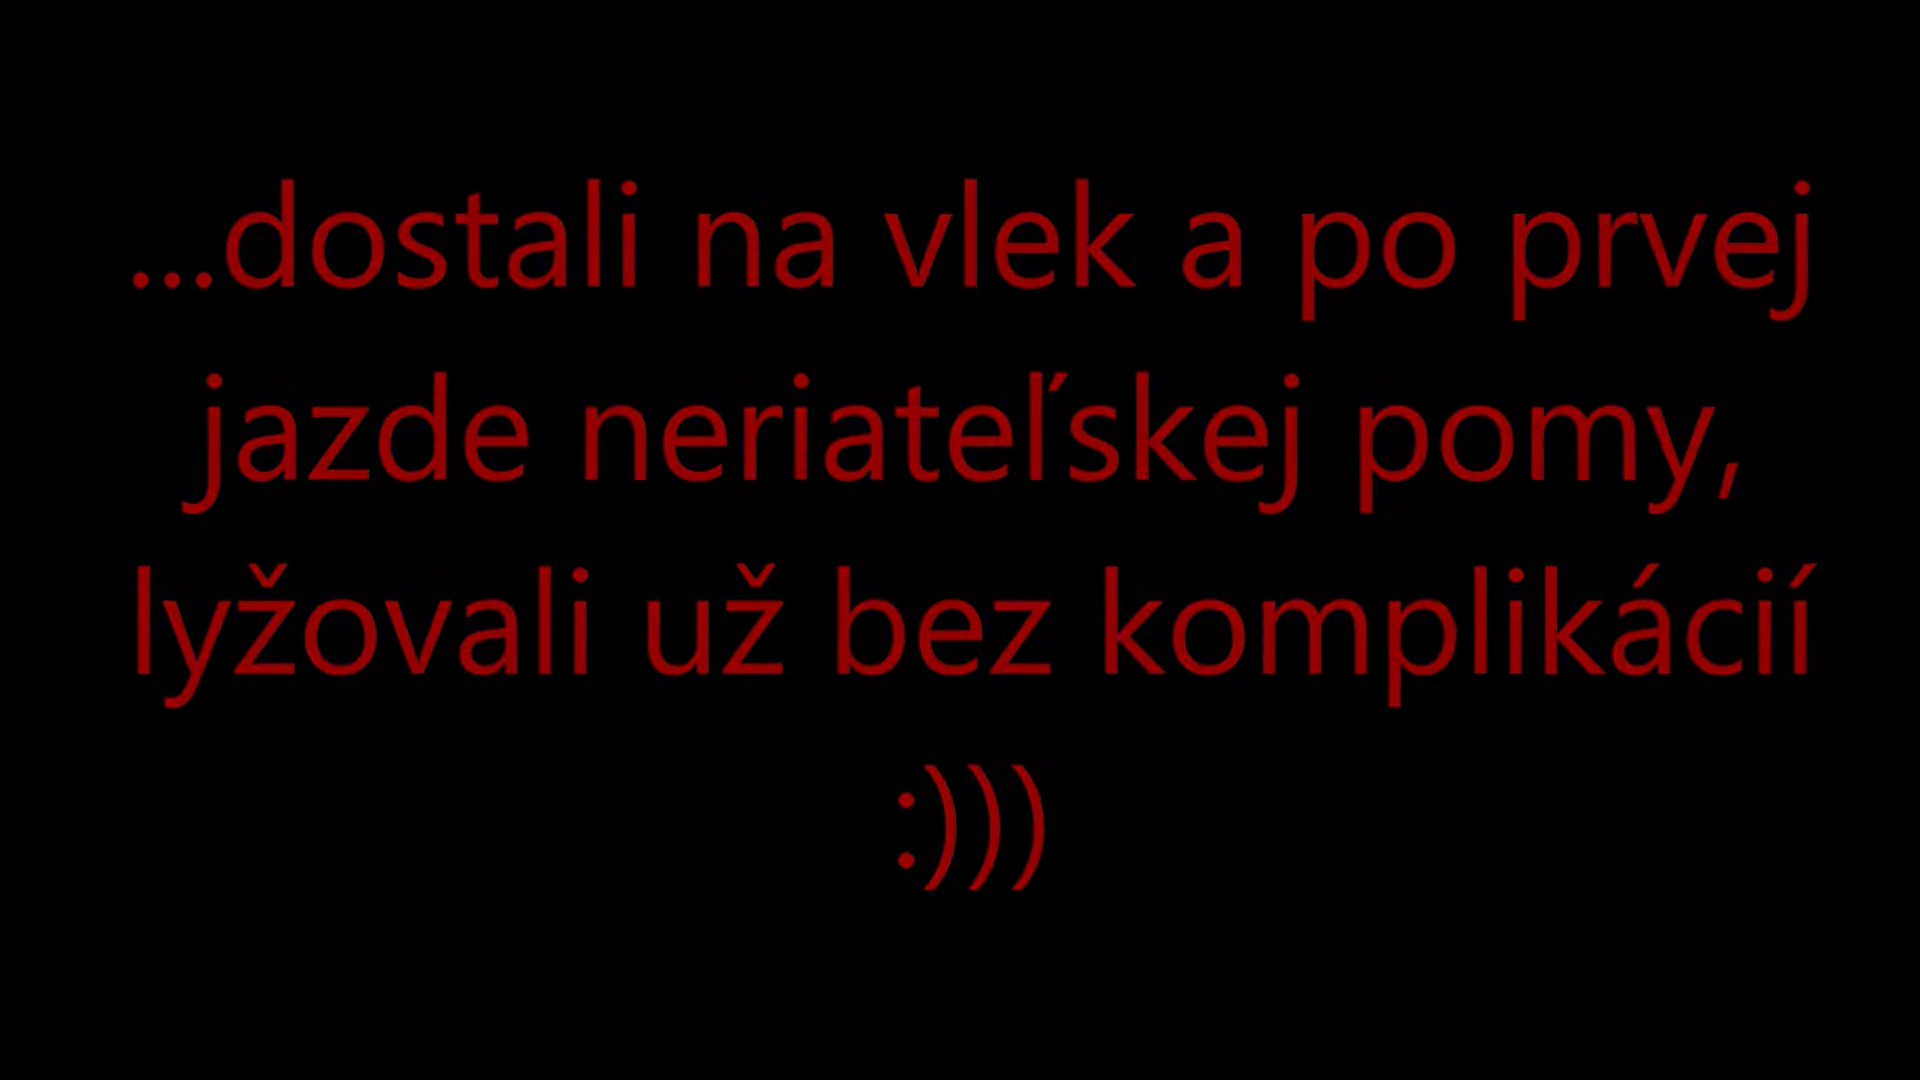 ...dostali na vlek a po prvej
jazde neriateľskej pomy,
lyžovali už bez komplikácií
:)))